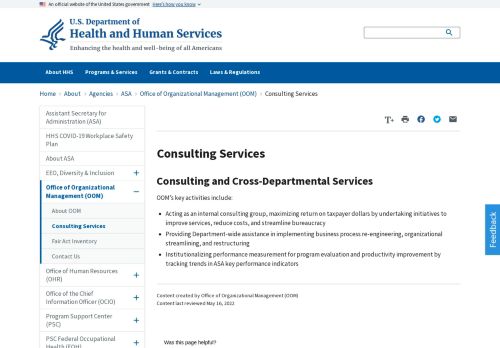 An official website of the United States government Here's how you know
U.S. Department of
Health and Human Services
Enhancing the health and well-being of all Americans
About HHS Programs & Services Grants & Contracts Laws & Regulations
Home > About > Agencies > ASA > Office of Organizational Management (OOM) > Consulting Services
Assistant Secretary for
Administration (ASA)
HHS COVID-19 Workplace Safety
Plan
About ASA
EEO, Diversity & Inclusion +
Office of Organizational
Management (OOM) −
About OOM
Consulting Services
Fair Act Inventory
Contact Us
Office of Human Resources
(OHR) +
Office of the Chief
Information Officer (OCIO) +
Program Support Center
(PSC) +
PSC Federal Occupational
Health (FOH) +
T+
Consulting Services
Consulting and Cross-Departmental Services
OOM's key activities include:
• Acting as an internal consulting group, maximizing return on taxpayer dollars by undertaking initiatives to
improve services, reduce costs, and streamline bureaucracy
• Providing Department-wide assistance in implementing business process re-engineering, organizational
streamlining, and restructuring
• Institutionalizing performance measurement for program evaluation and productivity improvement by
tracking trends in ASA key performance indicators
Content created by Office of Organizational Management (OOM)
Content last reviewed May 16, 2022
Was this page helpful?
Feedback